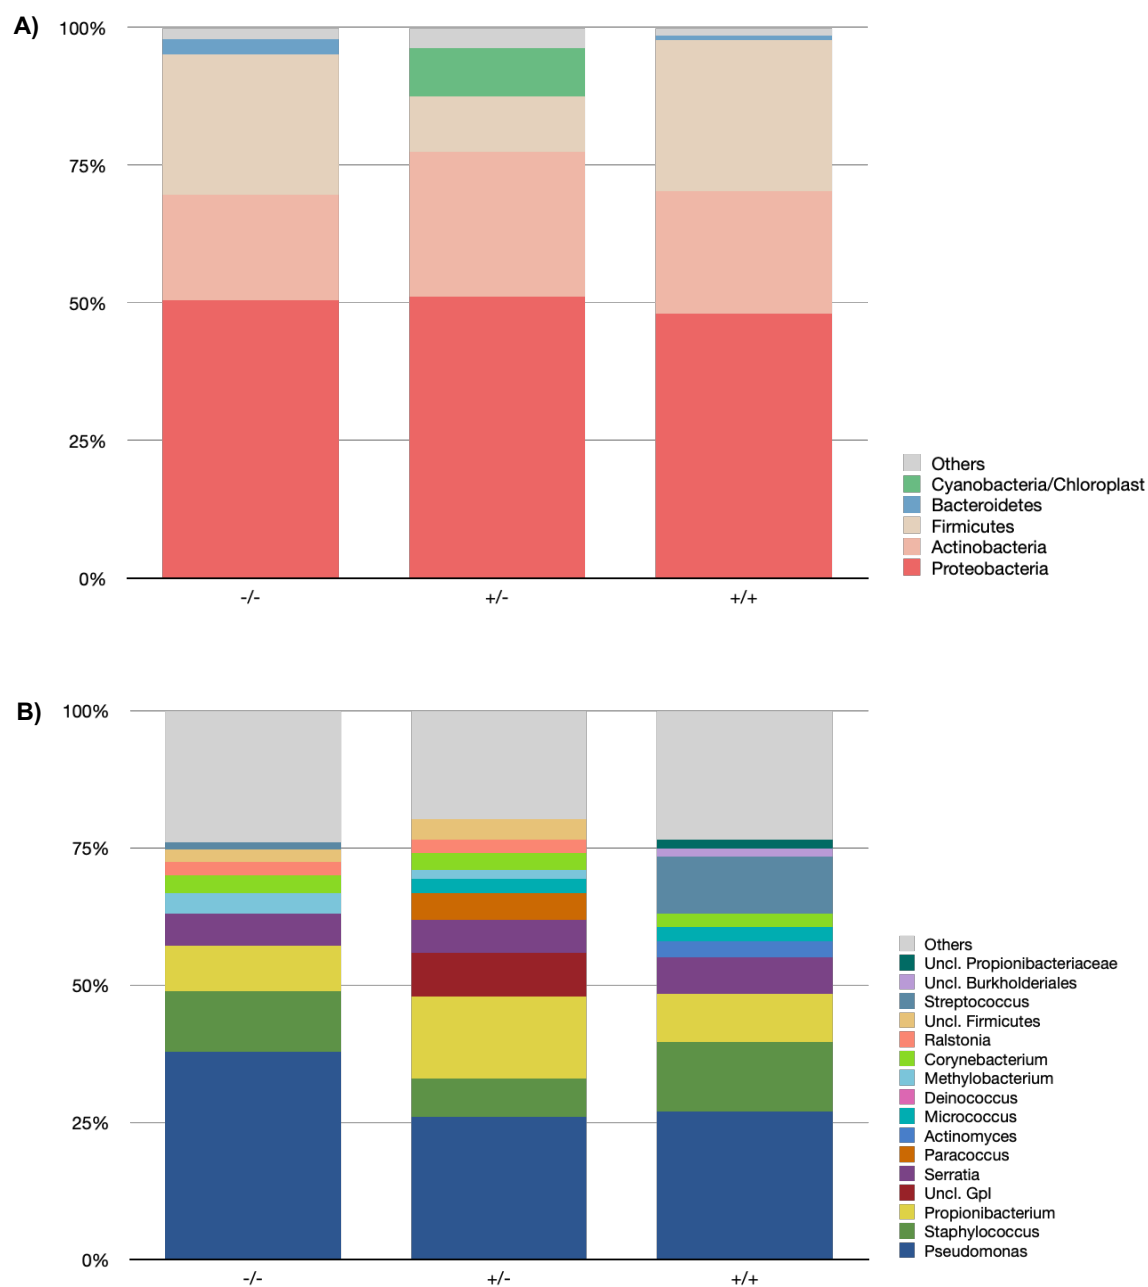 A)
100%
75%
50%
25%
0%
-/-
+/-
+/+
Others
Cyanobacteria/Chloroplast
Bacteroidetes
Firmicutes
Actinobacteria
Proteobacteria
B)
100%
75%
50%
25%
0%
-/-
+/-
+/+
Others
Uncl. Propionibacteriaceae
Uncl. Burkholderiales
Streptococcus
Uncl. Firmicutes
Ralstonia
Corynebacterium
Methylobacterium
Deinococcus
Micrococcus
Actinomyces
Paracoccus
Serratia
Uncl. GpI
Propionibacterium
Staphylococcus
Pseudomonas